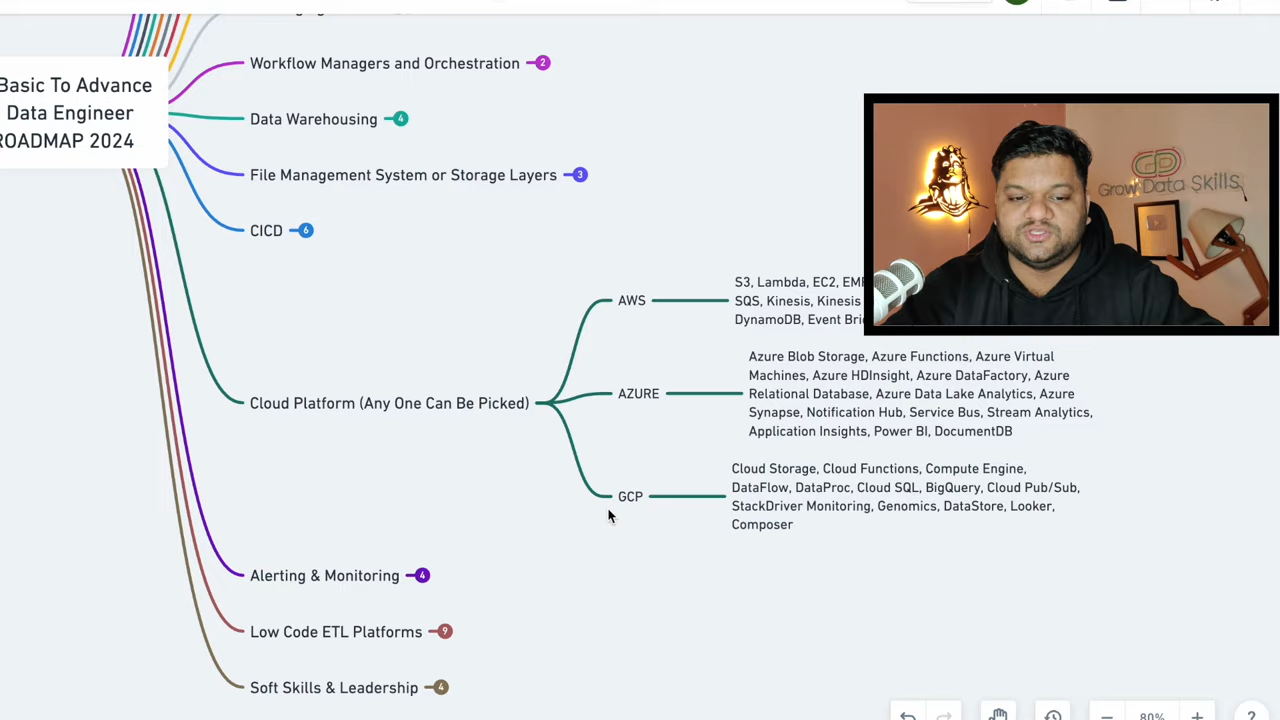 Basic To Advance
Data Engineer
ROADMAP 2024
Workflow Managers and Orchestration 2
Data Warehousing 4
File Management System or Storage Layers 3
CICD 6
Cloud Platform (Any One Can Be Picked)
AWS
S3, Lambda, EC2, EM
SQS, Kinesis, Kinesis
DynamoDB, Event Bri
AZURE
Azure Blob Storage, Azure Functions, Azure Virtual
Machines, Azure HDInsight, Azure DataFactory, Azure
Relational Database, Azure Data Lake Analytics, Azure
Synapse, Notification Hub, Service Bus, Stream Analytics,
Application Insights, Power BI, DocumentDB
GCP
Cloud Storage, Cloud Functions, Compute Engine,
DataFlow, DataProc, Cloud SQL, BigQuery, Cloud Pub/Sub,
StackDriver Monitoring, Genomics, DataStore, Looker,
Composer
Alerting & Monitoring 4
Low Code ETL Platforms 9
Soft Skills & Leadership 4
GD
Grow Data Skills
80%
?